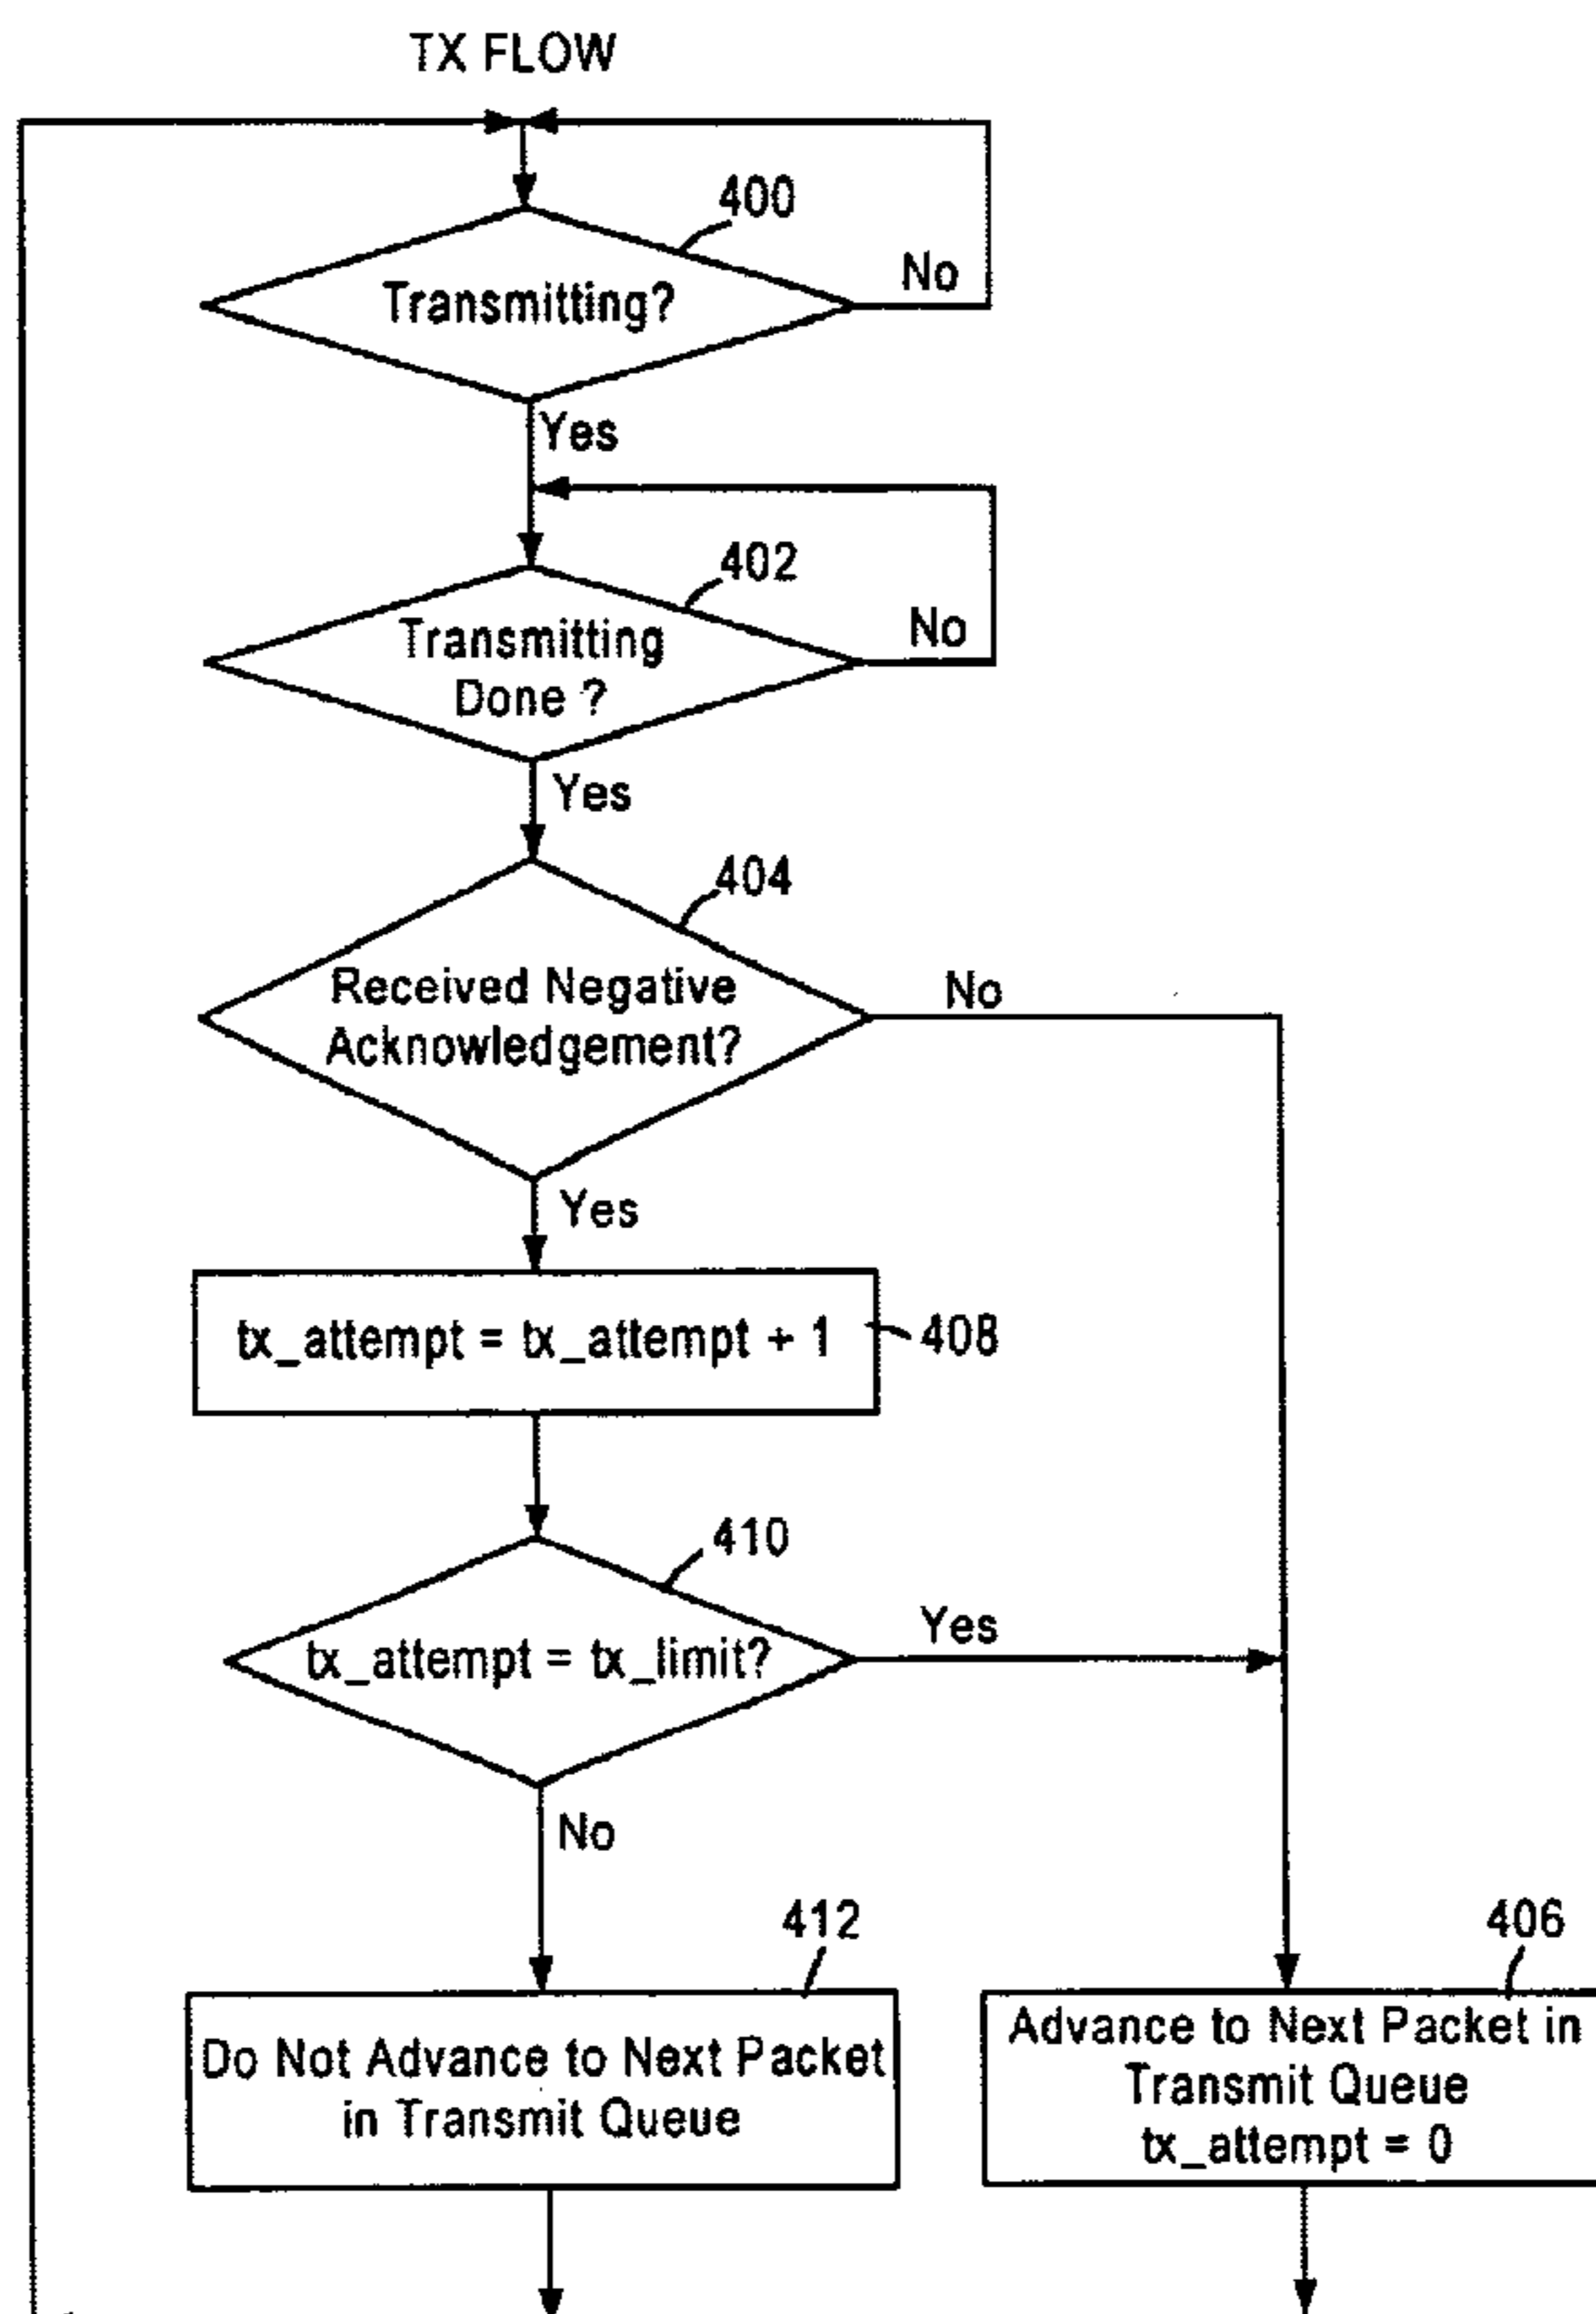 TX FLOW
400
Transmitting?
No
Yes
402
Transmitting
Done ?
No
Yes
404
Received Negative
Acknowledgement?
No
Yes
tx_attempt = tx_attempt + 1
408
410
tx_attempt = tx_limit?
Yes
No
412
Do Not Advance to Next Packet
in Transmit Queue
406
Advance to Next Packet in
Transmit Queue
tx_attempt = 0